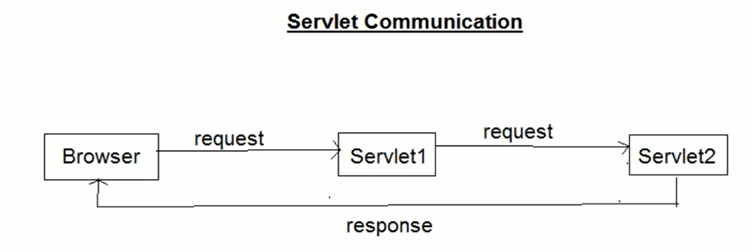 Servlet Communication
request
request
Browser
Servlet1
Servlet2
response